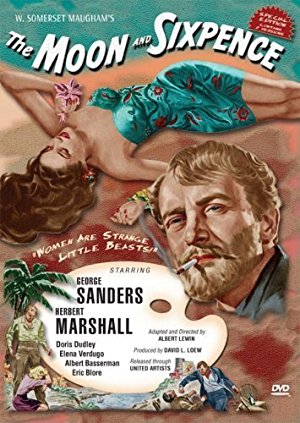 W. SOMERSET MAUGHAM'S
The MOON AND SIXPENCE
SPECIAL
EDITION
"WOMEN ARE STRANGE
LITTLE BEASTS!"
STARRING
GEORGE
SANDERS
HERBERT
MARSHALL
Doris Dudley
Elena Verdugo
Albert Basserman
Eric Blore
Adapted and Directed by
ALBERT LEWIN
Produced by DAVID L. LOEW
Released through
UNITED ARTISTS
DVD